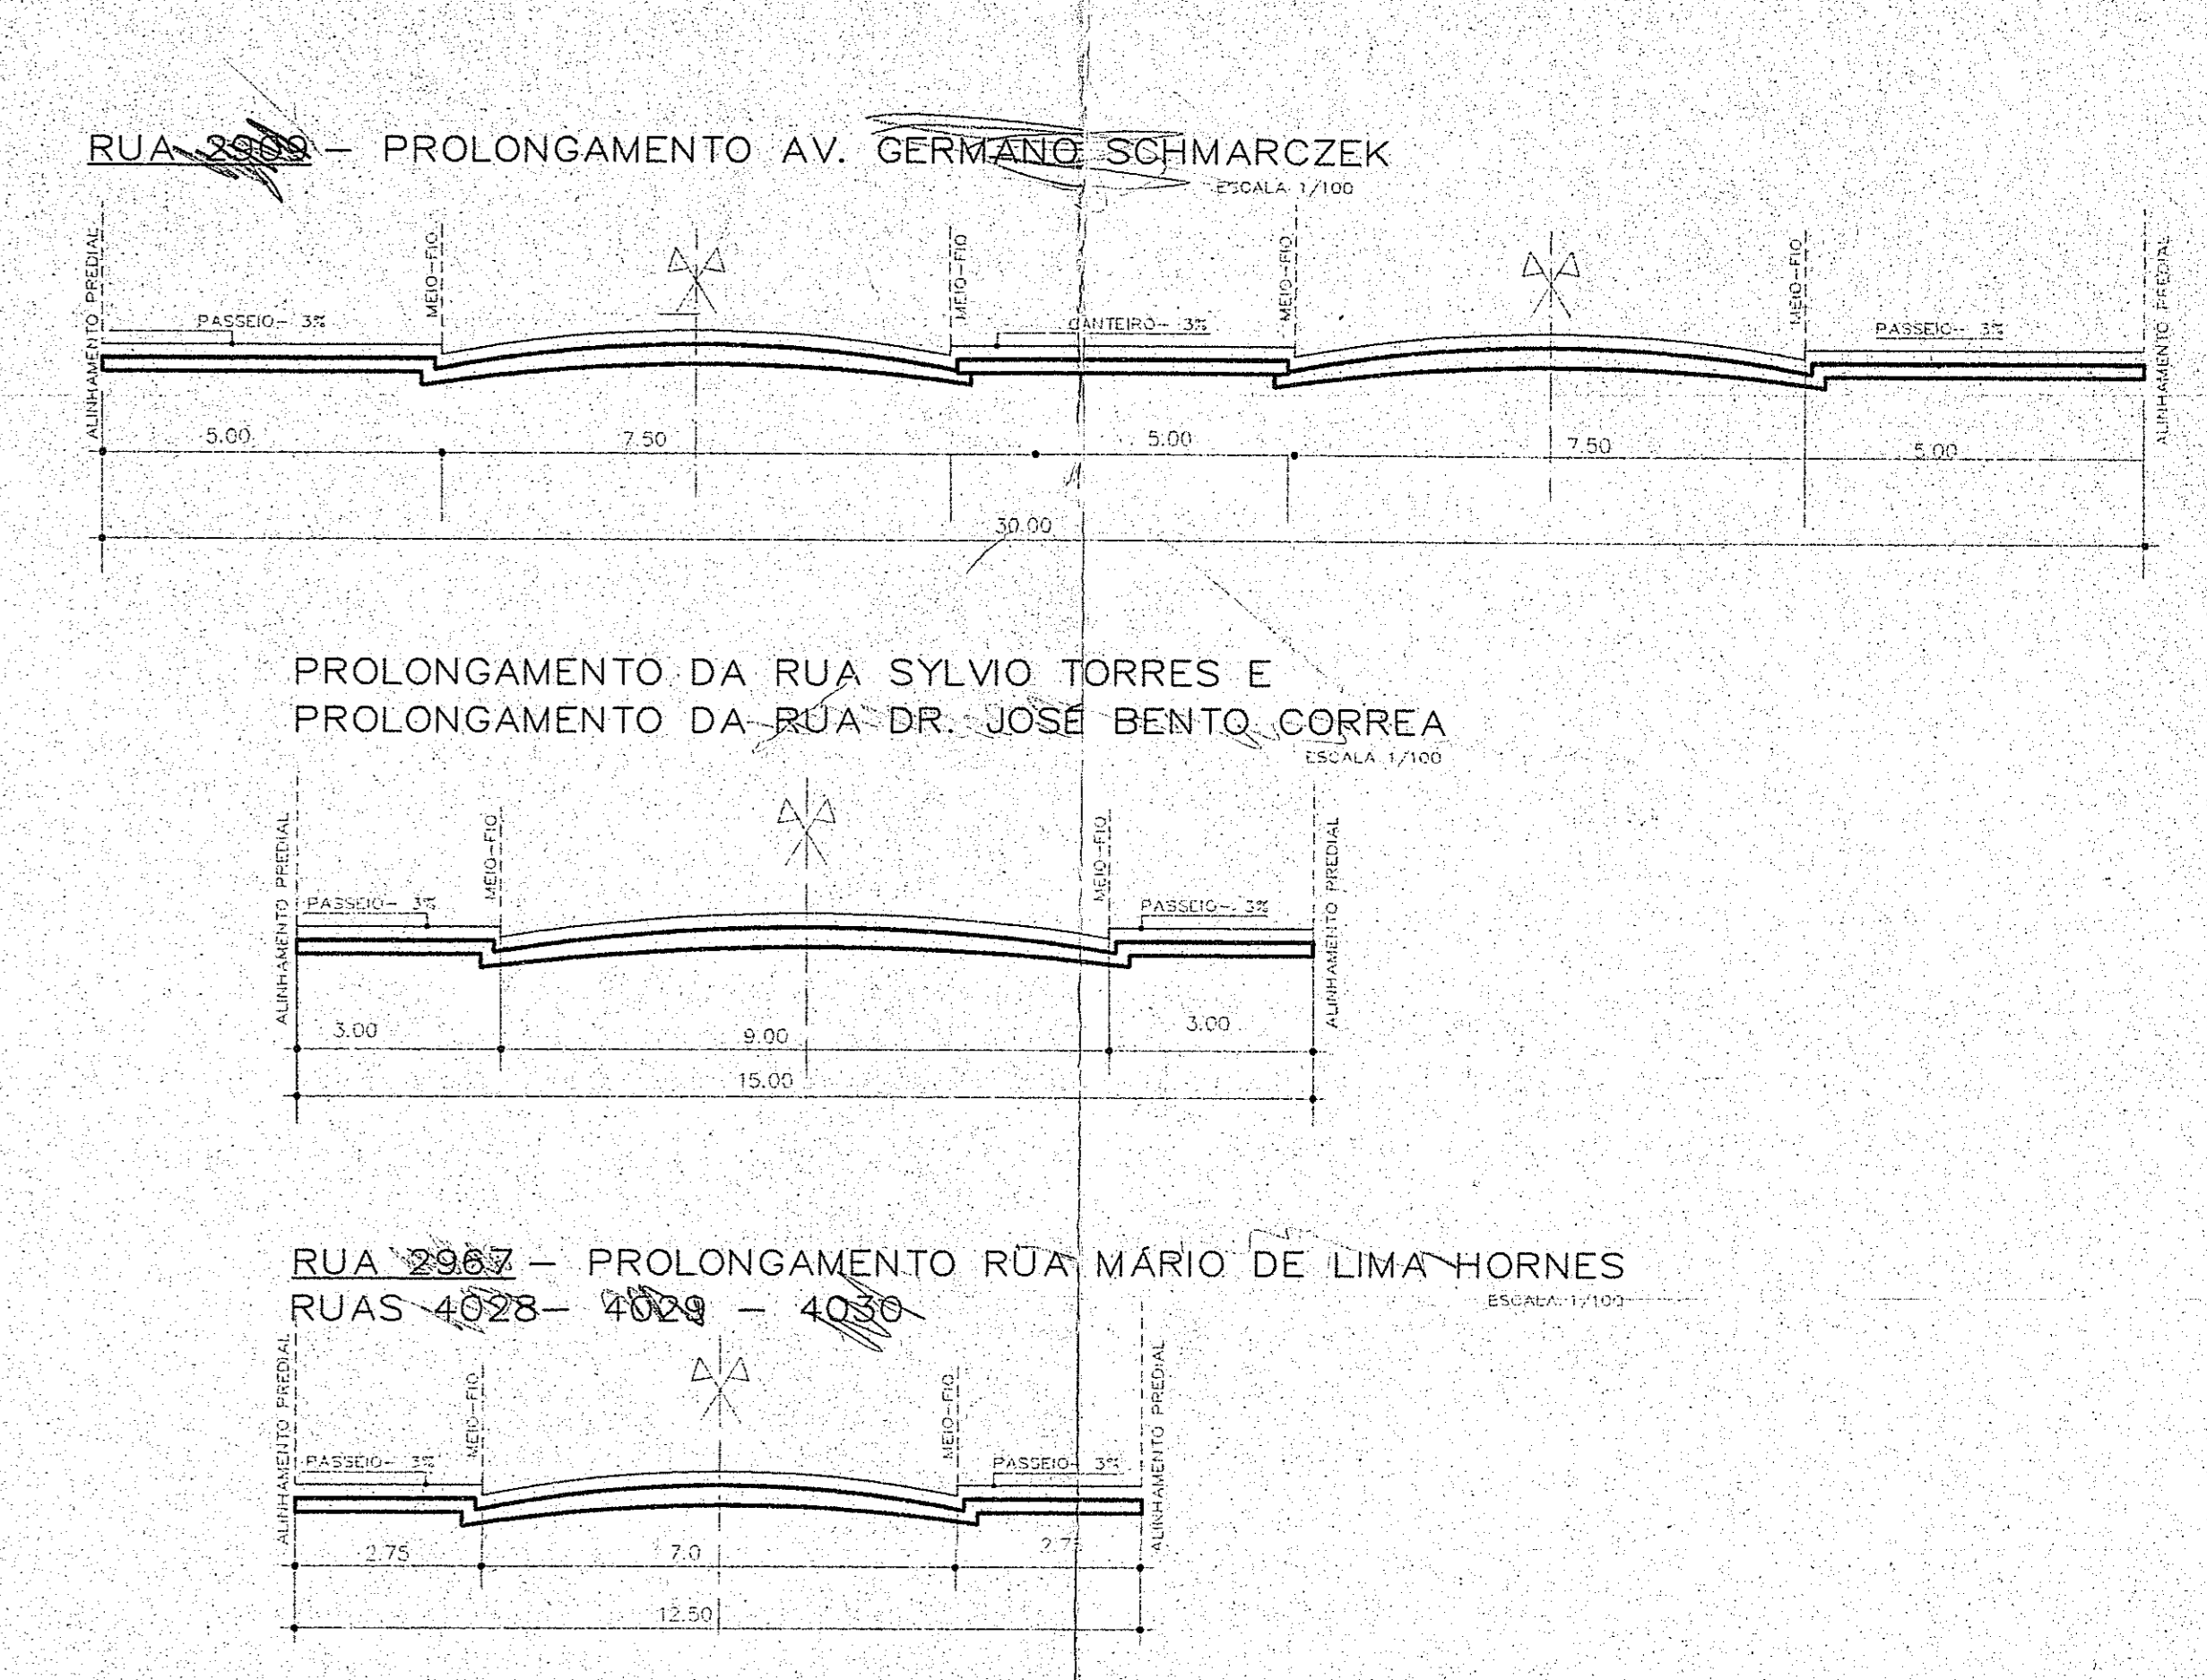 RUA 2909 – PROLONGAMENTO AV. GERMANO SCHMARCZEK
ESCALA 1/100
ALINHAMENTO PREDIAL
MEIO-FIO
MEIO-FIO
MEIO-FIO
MEIO-FIO
ALINHAMENTO PREDIAL
PASSEIO- 3%
CANTEIRO- 3%
PASSEIO- 3%
5.00
7.50
5.00
7.50
5.00
30.00
PROLONGAMENTO DA RUA SYLVIO TORRES E
PROLONGAMENTO DA RUA DR. JOSÉ BENTO CORREA
ESCALA 1/100
ALINHAMENTO PREDIAL
MEIO-FIO
MEIO-FIO
ALINHAMENTO PREDIAL
PASSEIO- 3%
PASSEIO- 3%
3.00
9.00
3.00
15.00
RUA 2967 – PROLONGAMENTO RUA MÁRIO DE LIMA HORNES
RUAS 4028 – 4029 – 4030
ESCALA 1/100
ALINHAMENTO PREDIAL
MEIO-FIO
MEIO-FIO
ALINHAMENTO PREDIAL
PASSEIO- 3%
PASSEIO- 3%
2.75
7.0
2.75
12.50